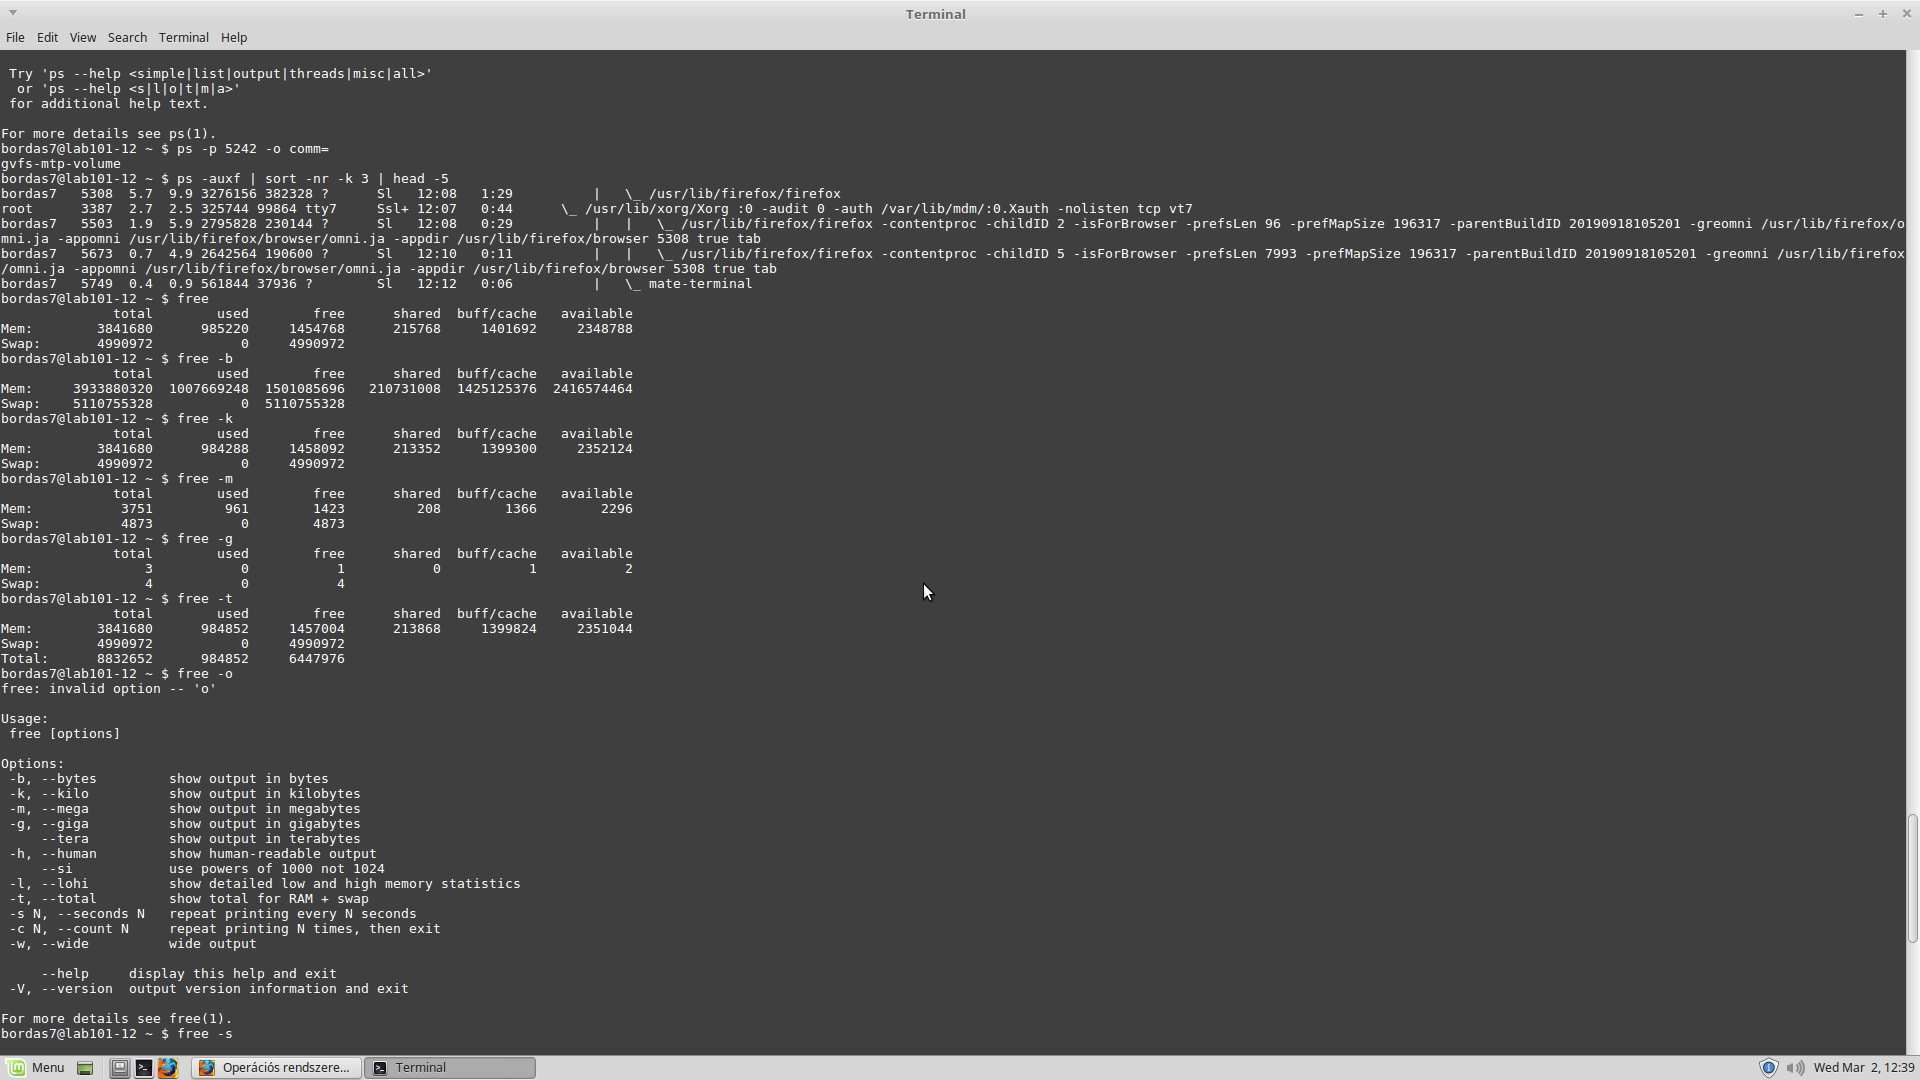 Terminal
File Edit View Search Terminal Help
Try 'ps --help <simple|list|output|threads|misc|all>'
or 'ps --help <s|l|o|t|m|a>'
for additional help text.
For more details see ps(1).
bordas7@lab101-12 ~ $ ps -p 5242 -o comm=
gvfs-mtp-volume
bordas7@lab101-12 ~ $ ps -auxf | sort -nr -k 3 | head -5
bordas7   5308  5.7  9.9 3276156 382328 ?      Sl   12:08   1:29          |   \_ /usr/lib/firefox/firefox
root      3387  2.7  2.5 325744 99864 tty7     Ssl+ 12:07   0:44      \_ /usr/lib/xorg/Xorg :0 -audit 0 -auth /var/lib/mdm/:0.Xauth -nolisten tcp vt7
bordas7   5503  1.9  5.9 2795828 230144 ?      Sl   12:08   0:29          |   |   \_ /usr/lib/firefox/firefox -contentproc -childID 2 -isForBrowser -prefsLen 96 -prefMapSize 196317 -parentBuildID 20190918105201 -greomni /usr/lib/firefox/o
mni.ja -appomni /usr/lib/firefox/browser/omni.ja -appdir /usr/lib/firefox/browser 5308 true tab
bordas7   5673  0.7  4.9 2642564 190600 ?      Sl   12:10   0:11          |   |   \_ /usr/lib/firefox/firefox -contentproc -childID 5 -isForBrowser -prefsLen 7993 -prefMapSize 196317 -parentBuildID 20190918105201 -greomni /usr/lib/firefox
/omni.ja -appomni /usr/lib/firefox/browser/omni.ja -appdir /usr/lib/firefox/browser 5308 true tab
bordas7   5749  0.4  0.9 561844 37936 ?        Sl   12:12   0:06          |   \_ mate-terminal
bordas7@lab101-12 ~ $ free
              total        used        free      shared  buff/cache   available
Mem:        3841680      985220     1454768      215768     1401692     2348788
Swap:       4990972           0     4990972
bordas7@lab101-12 ~ $ free -b
              total        used        free      shared  buff/cache   available
Mem:     3933880320  1007669248  1501085696   210731008  1425125376  2416574464
Swap:    5110755328           0  5110755328
bordas7@lab101-12 ~ $ free -k
              total        used        free      shared  buff/cache   available
Mem:        3841680      984288     1458092      213352     1399300     2352124
Swap:       4990972           0     4990972
bordas7@lab101-12 ~ $ free -m
              total        used        free      shared  buff/cache   available
Mem:           3751         961        1423         208        1366        2296
Swap:          4873           0        4873
bordas7@lab101-12 ~ $ free -g
              total        used        free      shared  buff/cache   available
Mem:              3           0           1           0           1           2
Swap:             4           0           4
bordas7@lab101-12 ~ $ free -t
              total        used        free      shared  buff/cache   available
Mem:        3841680      984852     1457004      213868     1399824     2351044
Swap:       4990972           0     4990972
Total:      8832652      984852     6447976
bordas7@lab101-12 ~ $ free -o
free: invalid option -- 'o'
Usage:
free [options]
Options:
-b, --bytes         show output in bytes
-k, --kilo          show output in kilobytes
-m, --mega          show output in megabytes
-g, --giga          show output in gigabytes
--tera          show output in terabytes
-h, --human         show human-readable output
--si            use powers of 1000 not 1024
-l, --lohi          show detailed low and high memory statistics
-t, --total         show total for RAM + swap
-s N, --seconds N   repeat printing every N seconds
-c N, --count N     repeat printing N times, then exit
-w, --wide          wide output
--help     display this help and exit
-V, --version  output version information and exit
For more details see free(1).
bordas7@lab101-12 ~ $ free -s
Menu Operációs rendszere... Terminal Wed Mar 2, 12:39